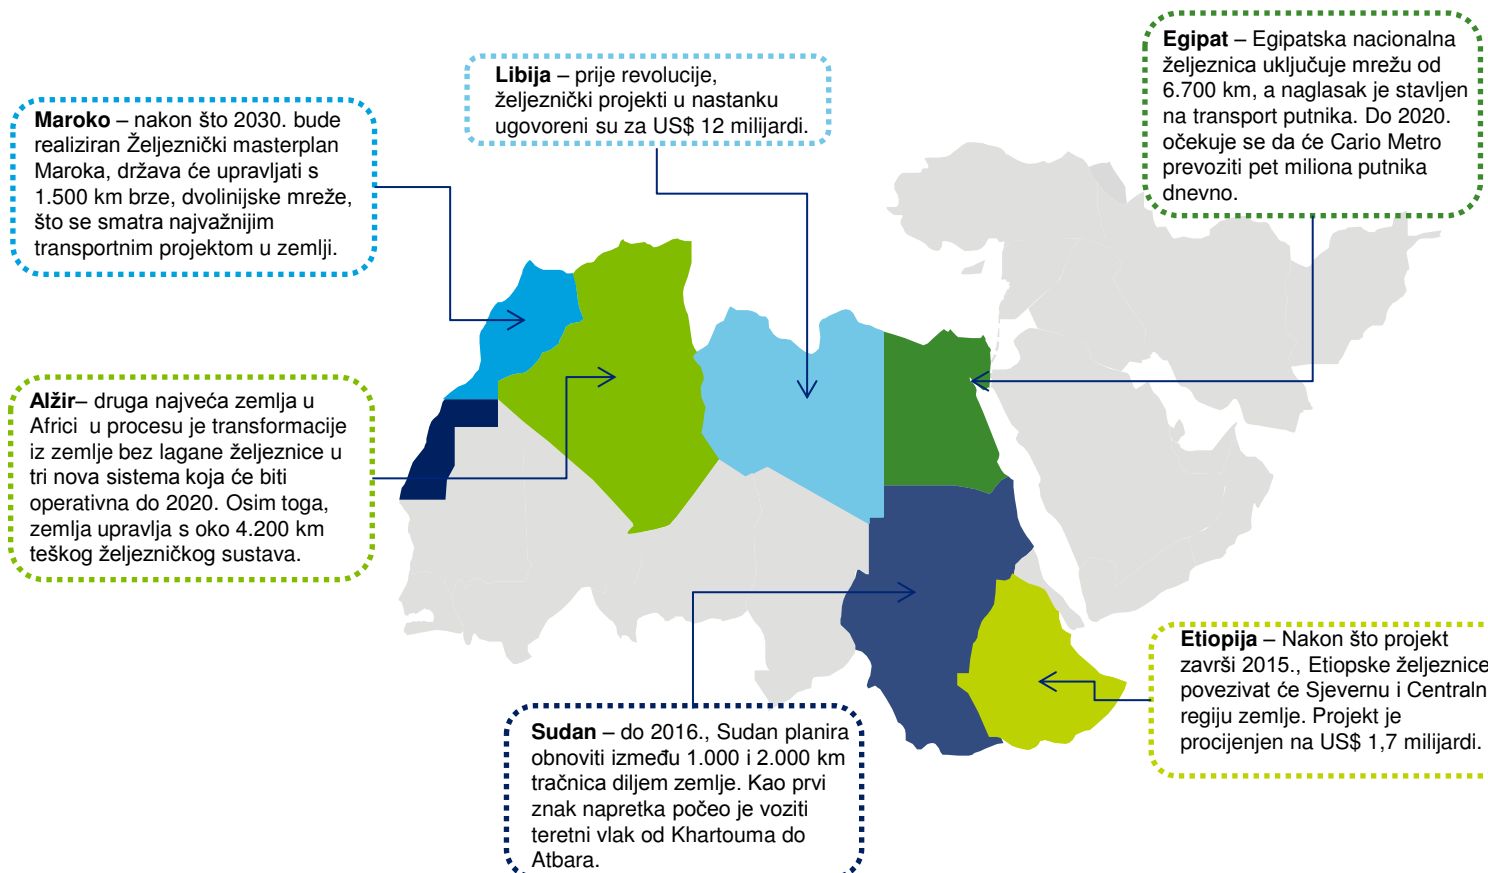 Maroko – nakon što 2030. bude
realiziran Željeznički masterplan
Maroka, država će upravljati s
1.500 km brze, dvolinijske mreže,
što se smatra najvažnijim
transportnim projektom u zemlji.
Libija – prije revolucije,
željeznički projekti u nastanku
ugovoreni su za US$ 12 milijardi.
Egipat – Egipatska nacionalna
željeznica uključuje mrežu od
6.700 km, a naglasak je stavljen
na transport putnika. Do 2020.
očekuje se da će Cario Metro
prevoziti pet miliona putnika
dnevno.
Alžir– druga najveća zemlja u
Africi u procesu je transformacije
iz zemlje bez lagane željeznice u
tri nova sistema koja će biti
operativna do 2020. Osim toga,
zemlja upravlja s oko 4.200 km
teškog željezničkog sustava.
Sudan – do 2016., Sudan planira
obnoviti između 1.000 i 2.000 km
tračnica diljem zemlje. Kao prvi
znak napretka počeo je voziti
teretni vlak od Khartouma do
Atbara.
Etiopija – Nakon što projekt
završi 2015., Etiopske željeznice
povezivat će Sjevernu i Centraln
regiju zemlje. Projekt je
procijenjen na US$ 1,7 milijardi.